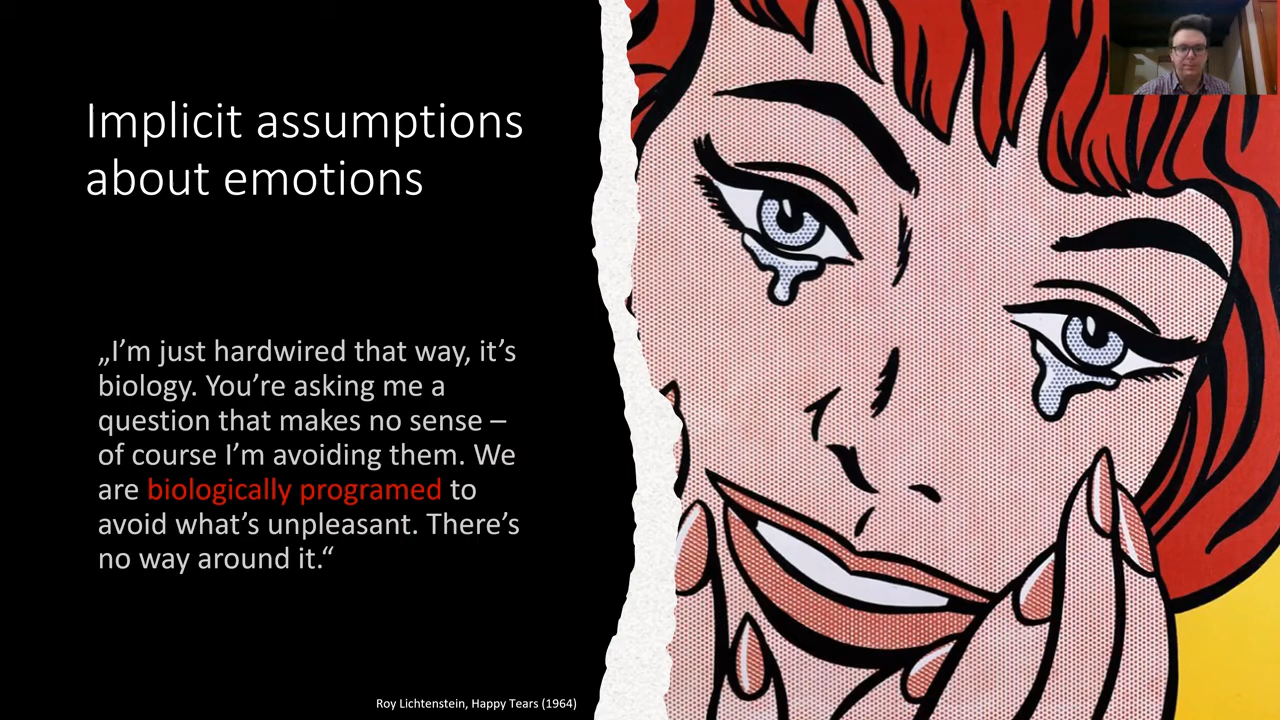 Implicit assumptions
about emotions
„I’m just hardwired that way, it’s
biology. You’re asking me a
question that makes no sense –
of course I’m avoiding them. We
are biologically programed to
avoid what’s unpleasant. There’s
no way around it.“
Roy Lichtenstein, Happy Tears (1964)